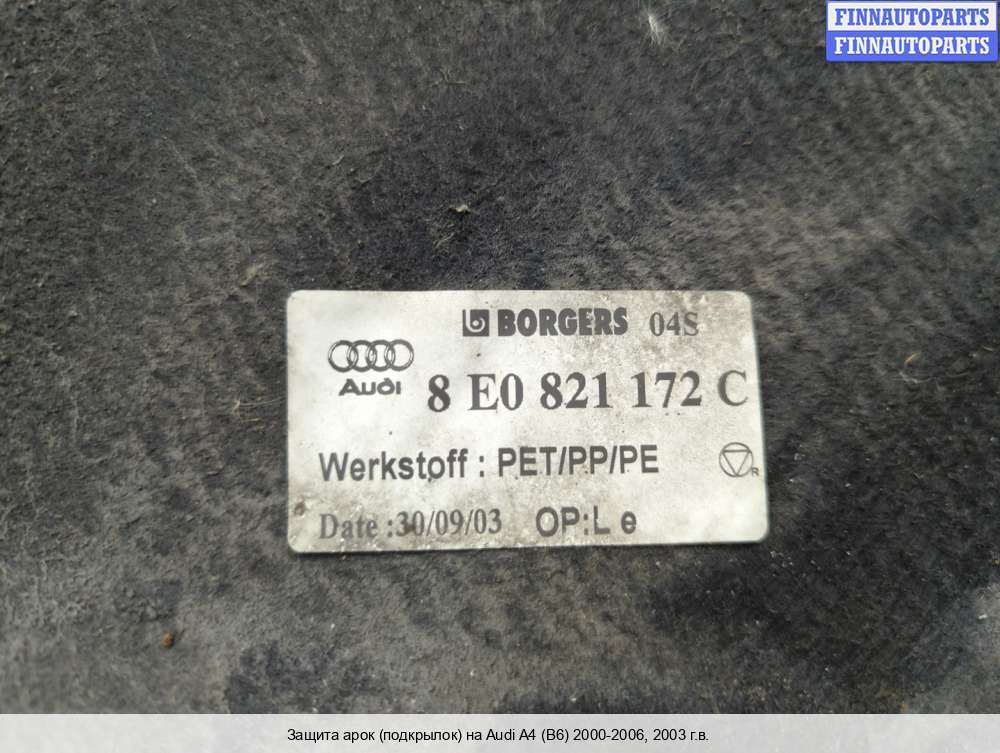 FINNAUTOPARTS
FINNAUTOPARTS
BORGERS 04S
Audi
8 E0 821 172 C
Werkstoff : PET/PP/PE
R
Date :30/09/03 OP:L e
Защита арок (подкрылок) на Audi A4 (B6) 2000-2006, 2003 г.в.